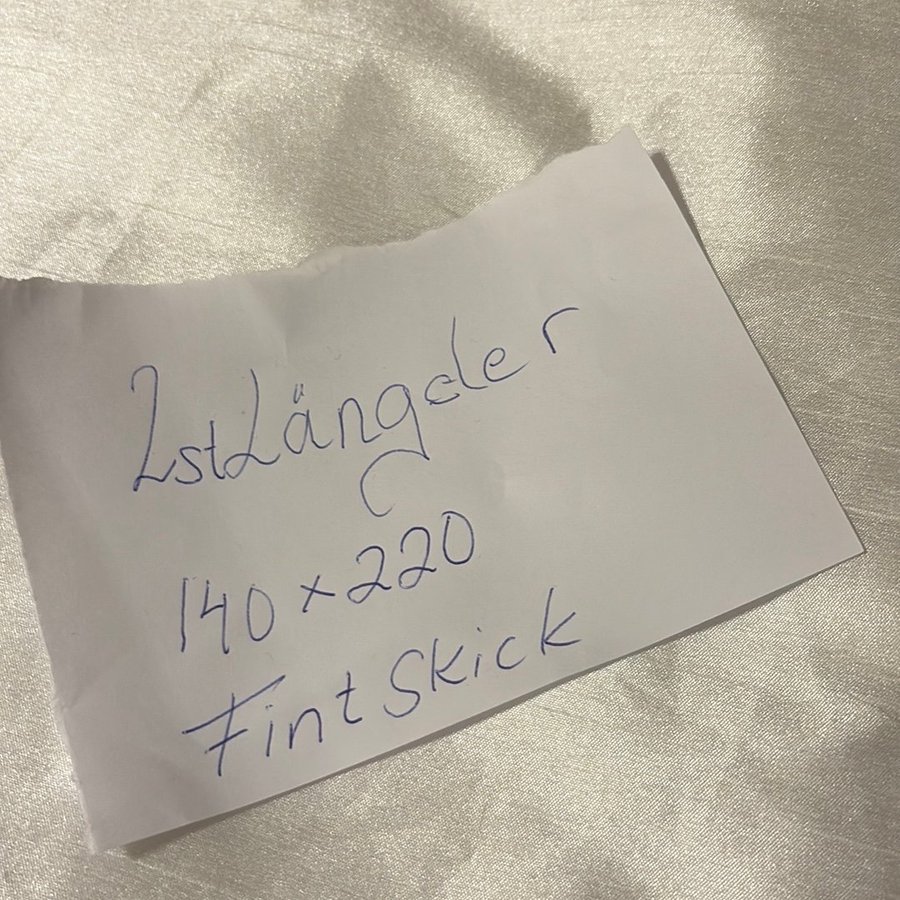 2st Längder
140 x 220
Fint Skick